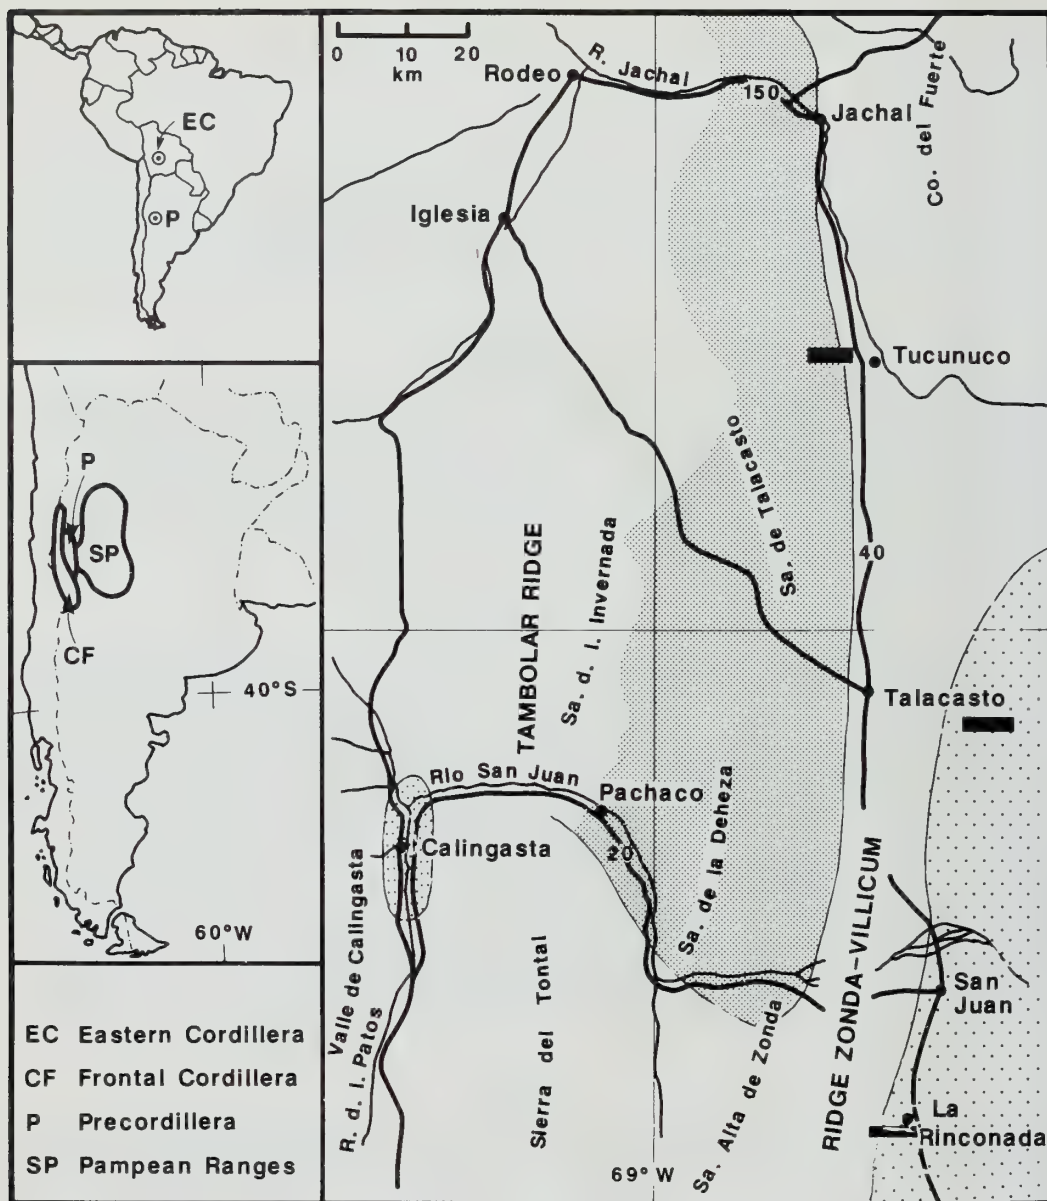 EC
P
P
SP
CF
40°S
60°W
EC Eastern Cordillera
CF Frontal Cordillera
P Precordillera
SP Pampean Ranges
0 10 20
km
Rodeo
R. Jachal
150
Jachal
Co. del Fuerte
Iglesia
Tucunuco
Sa. de Talacasto
TAMBOLAR RIDGE
Sa. d. l. Invernada
40
Talacasto
Rio San Juan
Pachaco
20
Calingasta
Sa. de la Deheza
Valle de Calingasta
R. d. l. Patos
Sierra del Tontal
Sa. Alta de Zonda
RIDGE ZONDA-VILLICUM
San
Juan
La
Rinconada
69° W